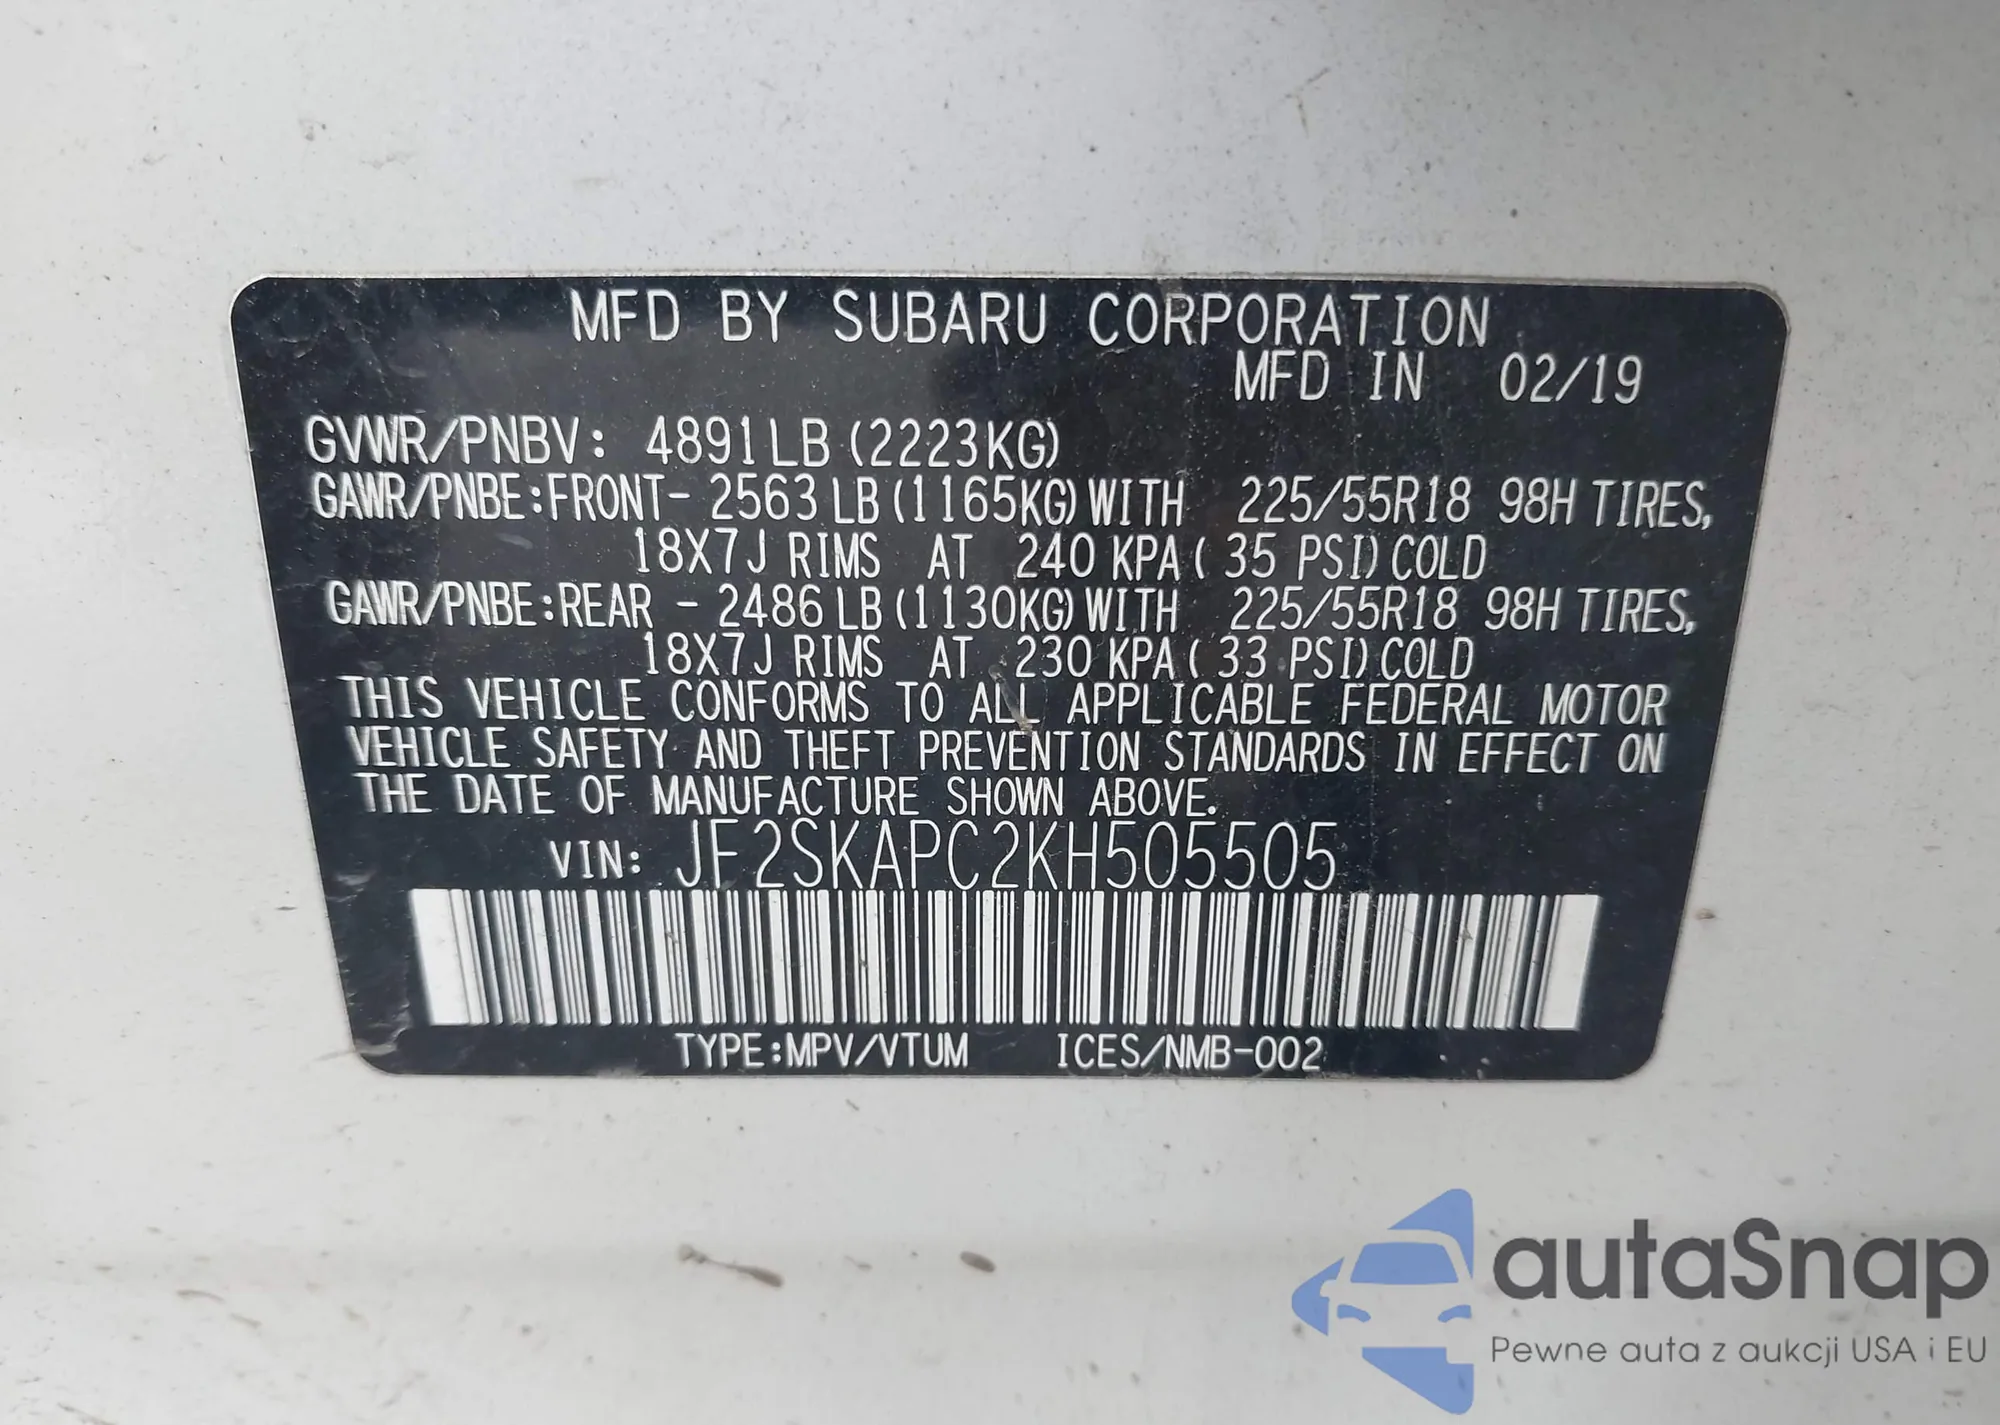 MFD BY SUBARU CORPORATION
MFD IN 02/19
GVWR/PNBV: 4891LB (2223KG)
GAWR/PNBE:FRONT- 2563 LB (1165KG) WITH 225/55R18 98H TIRES,
18X7J RIMS AT 240 KPA ( 35 PSI) COLD
GAWR/PNBE:REAR - 2486 LB (1130KG) WITH 225/55R18 98H TIRES,
18X7J RIMS AT 230 KPA ( 33 PSI) COLD
THIS VEHICLE CONFORMS TO ALL APPLICABLE FEDERAL MOTOR
VEHICLE SAFETY AND THEFT PREVENTION STANDARDS IN EFFECT ON
THE DATE OF MANUFACTURE SHOWN ABOVE.
VIN: JF2SKAPC2KH505505
TYPE:MPV/VTUM ICES/NMB-002
autaSnap
Pewne auta z aukcji USA i EU